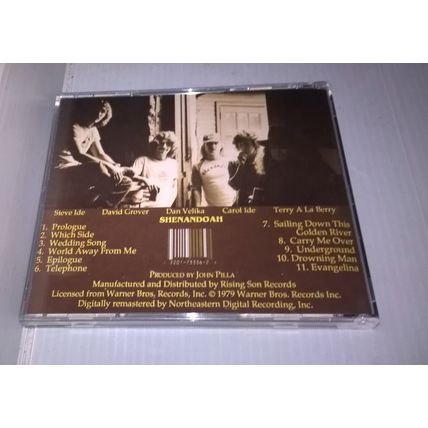 Steve Ide David Grover Dan Velika Carol Ide Terry A La Berry
SHENANDOAH
1. Prologue
2. Which Side
3. Wedding Song
4. World Away From Me
5. Epilogue
6. Telephone
7. Sailing Down This
Golden River
8. Carry Me Over
9. Underground
10. Drowning Man
11. Evangelina
PRODUCED BY JOHN PILLA
Manufactured and Distributed by Rising Son Records
Licensed from Warner Bros, Records, Inc. © 1979 Warner Bros. Records Inc.
Digitally remastered by Northeastern Digital Recording, Inc.